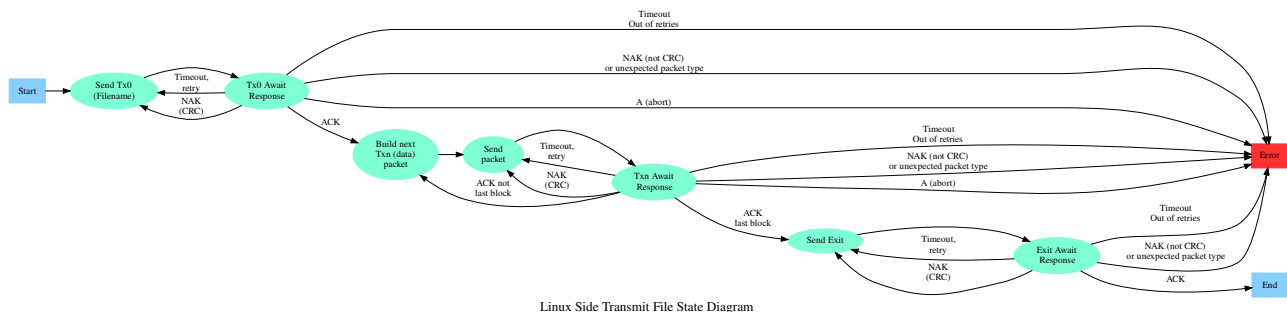 Timeout
Out of retries
NAK (not CRC)
or unexpected packet type
Start
Send Tx0
(Filename)
Timeout,
retry
NAK
(CRC)
Tx0 Await
Response
A (abort)
ACK
Build next
Txn (data)
packet
Send
packet
Timeout,
retry
NAK
(CRC)
ACK not
last block
Txn Await
Response
Timeout
Out of retries
NAK (not CRC)
or unexpected packet type
A (abort)
Error
ACK
last block
Send Exit
Timeout,
retry
NAK
(CRC)
Exit Await
Response
Timeout
Out of retries
NAK (not CRC)
or unexpected packet type
ACK
End
Linux Side Transmit File State Diagram